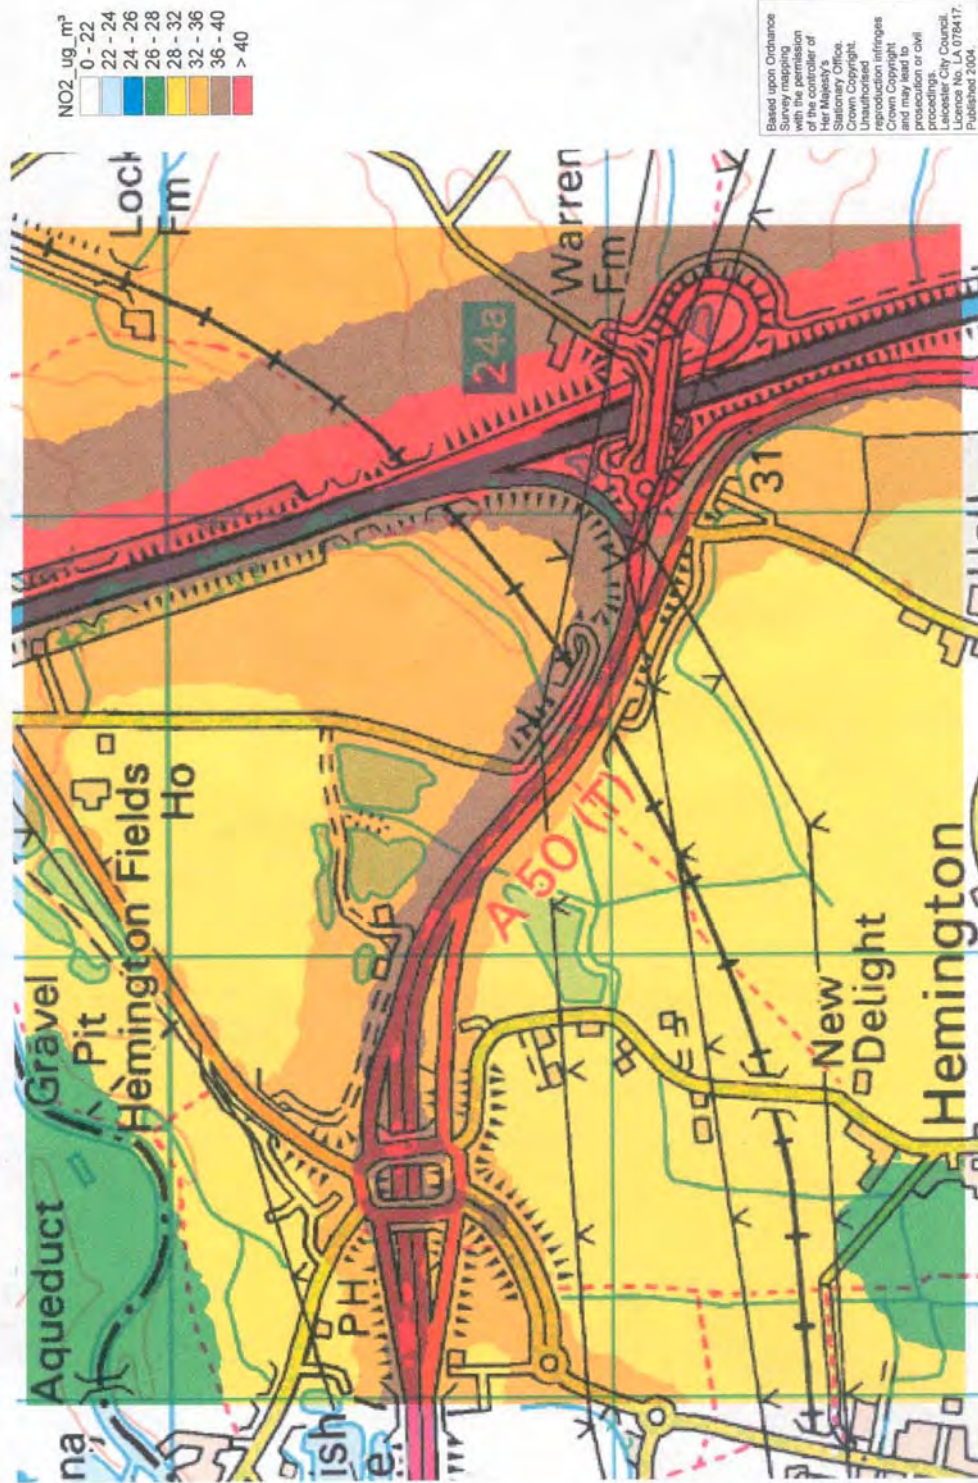 NO2_ug_m³
0 - 22
22 - 24
24 - 26
26 - 28
28 - 32
32 - 36
36 - 40
> 40
Based upon Ordnance
Survey mapping
with the permission
of the controller of
Her Majesty's
Stationary Office.
Crown Copyright.
Unauthorised
reproduction infringes
Crown Copyright
and may lead to
prosecution or civil
procedings.
Leicester City Council.
Licence No. LA 078417.
Published 2004.
Aqueduct
Gravel
Pit
Hemington Fields
Ho
Lock
Fm
24a
Warren
Fm
PH
A 50 (T)
31
New
Delight
Hemington
na
ish
e